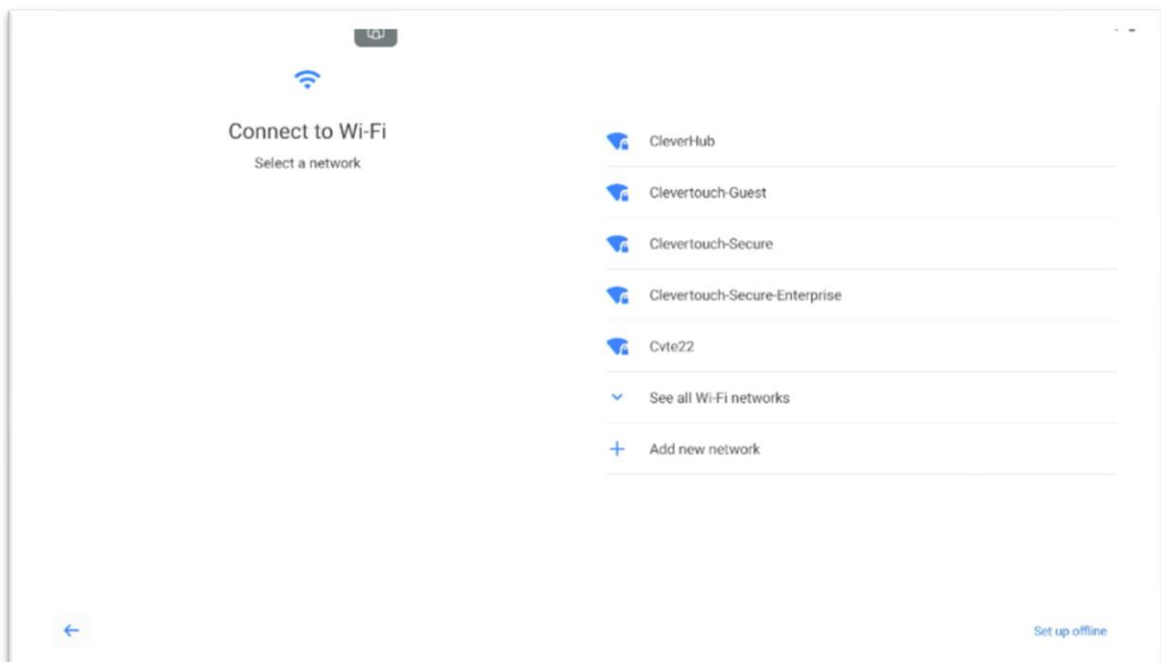 Connect to Wi-Fi
Select a network
CleverHub
Clevertouch-Guest
Clevertouch-Secure
Clevertouch-Secure-Enterprise
Cvte22
See all Wi-Fi networks
Add new network
Set up offline